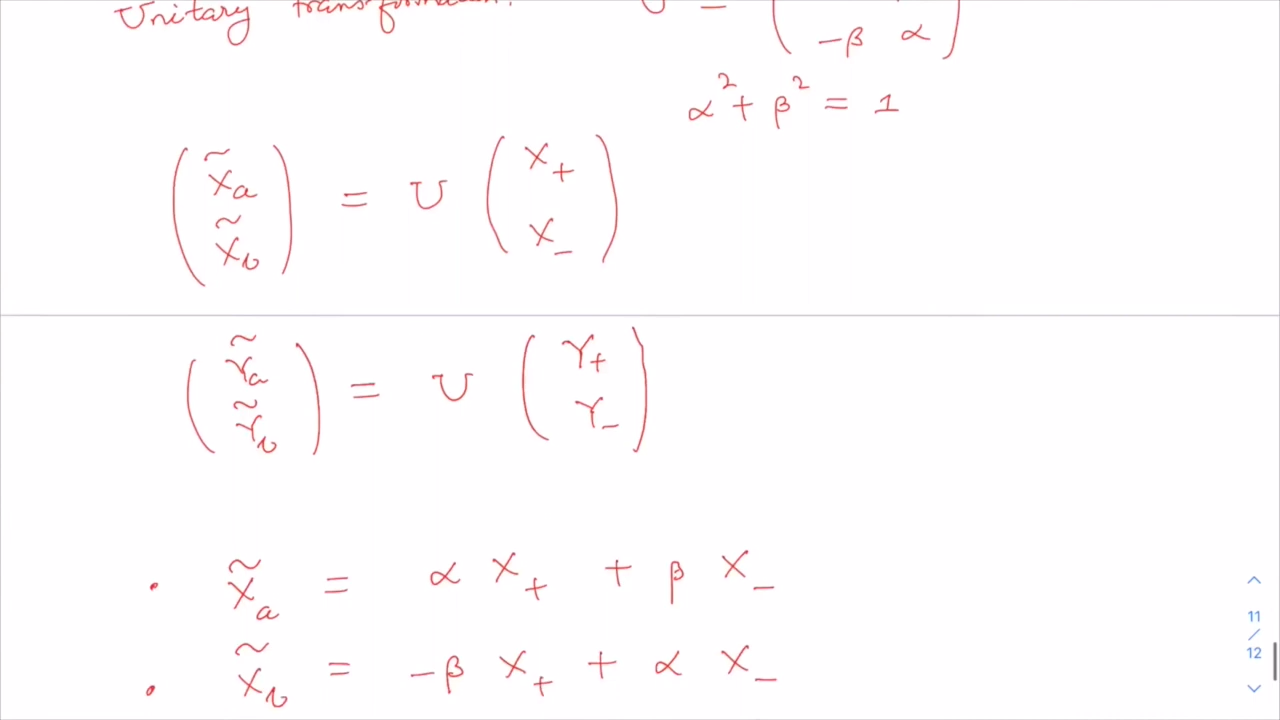 Unitary transformation: U =
-β α
α² + β² = 1
( X̃a X̃b ) = U ( X+ X- )
( Ỹa Ỹb ) = U ( Y+ Y- )
• X̃a = α X+ + β X-
• X̃b = -β X+ + α X-
11
/
12